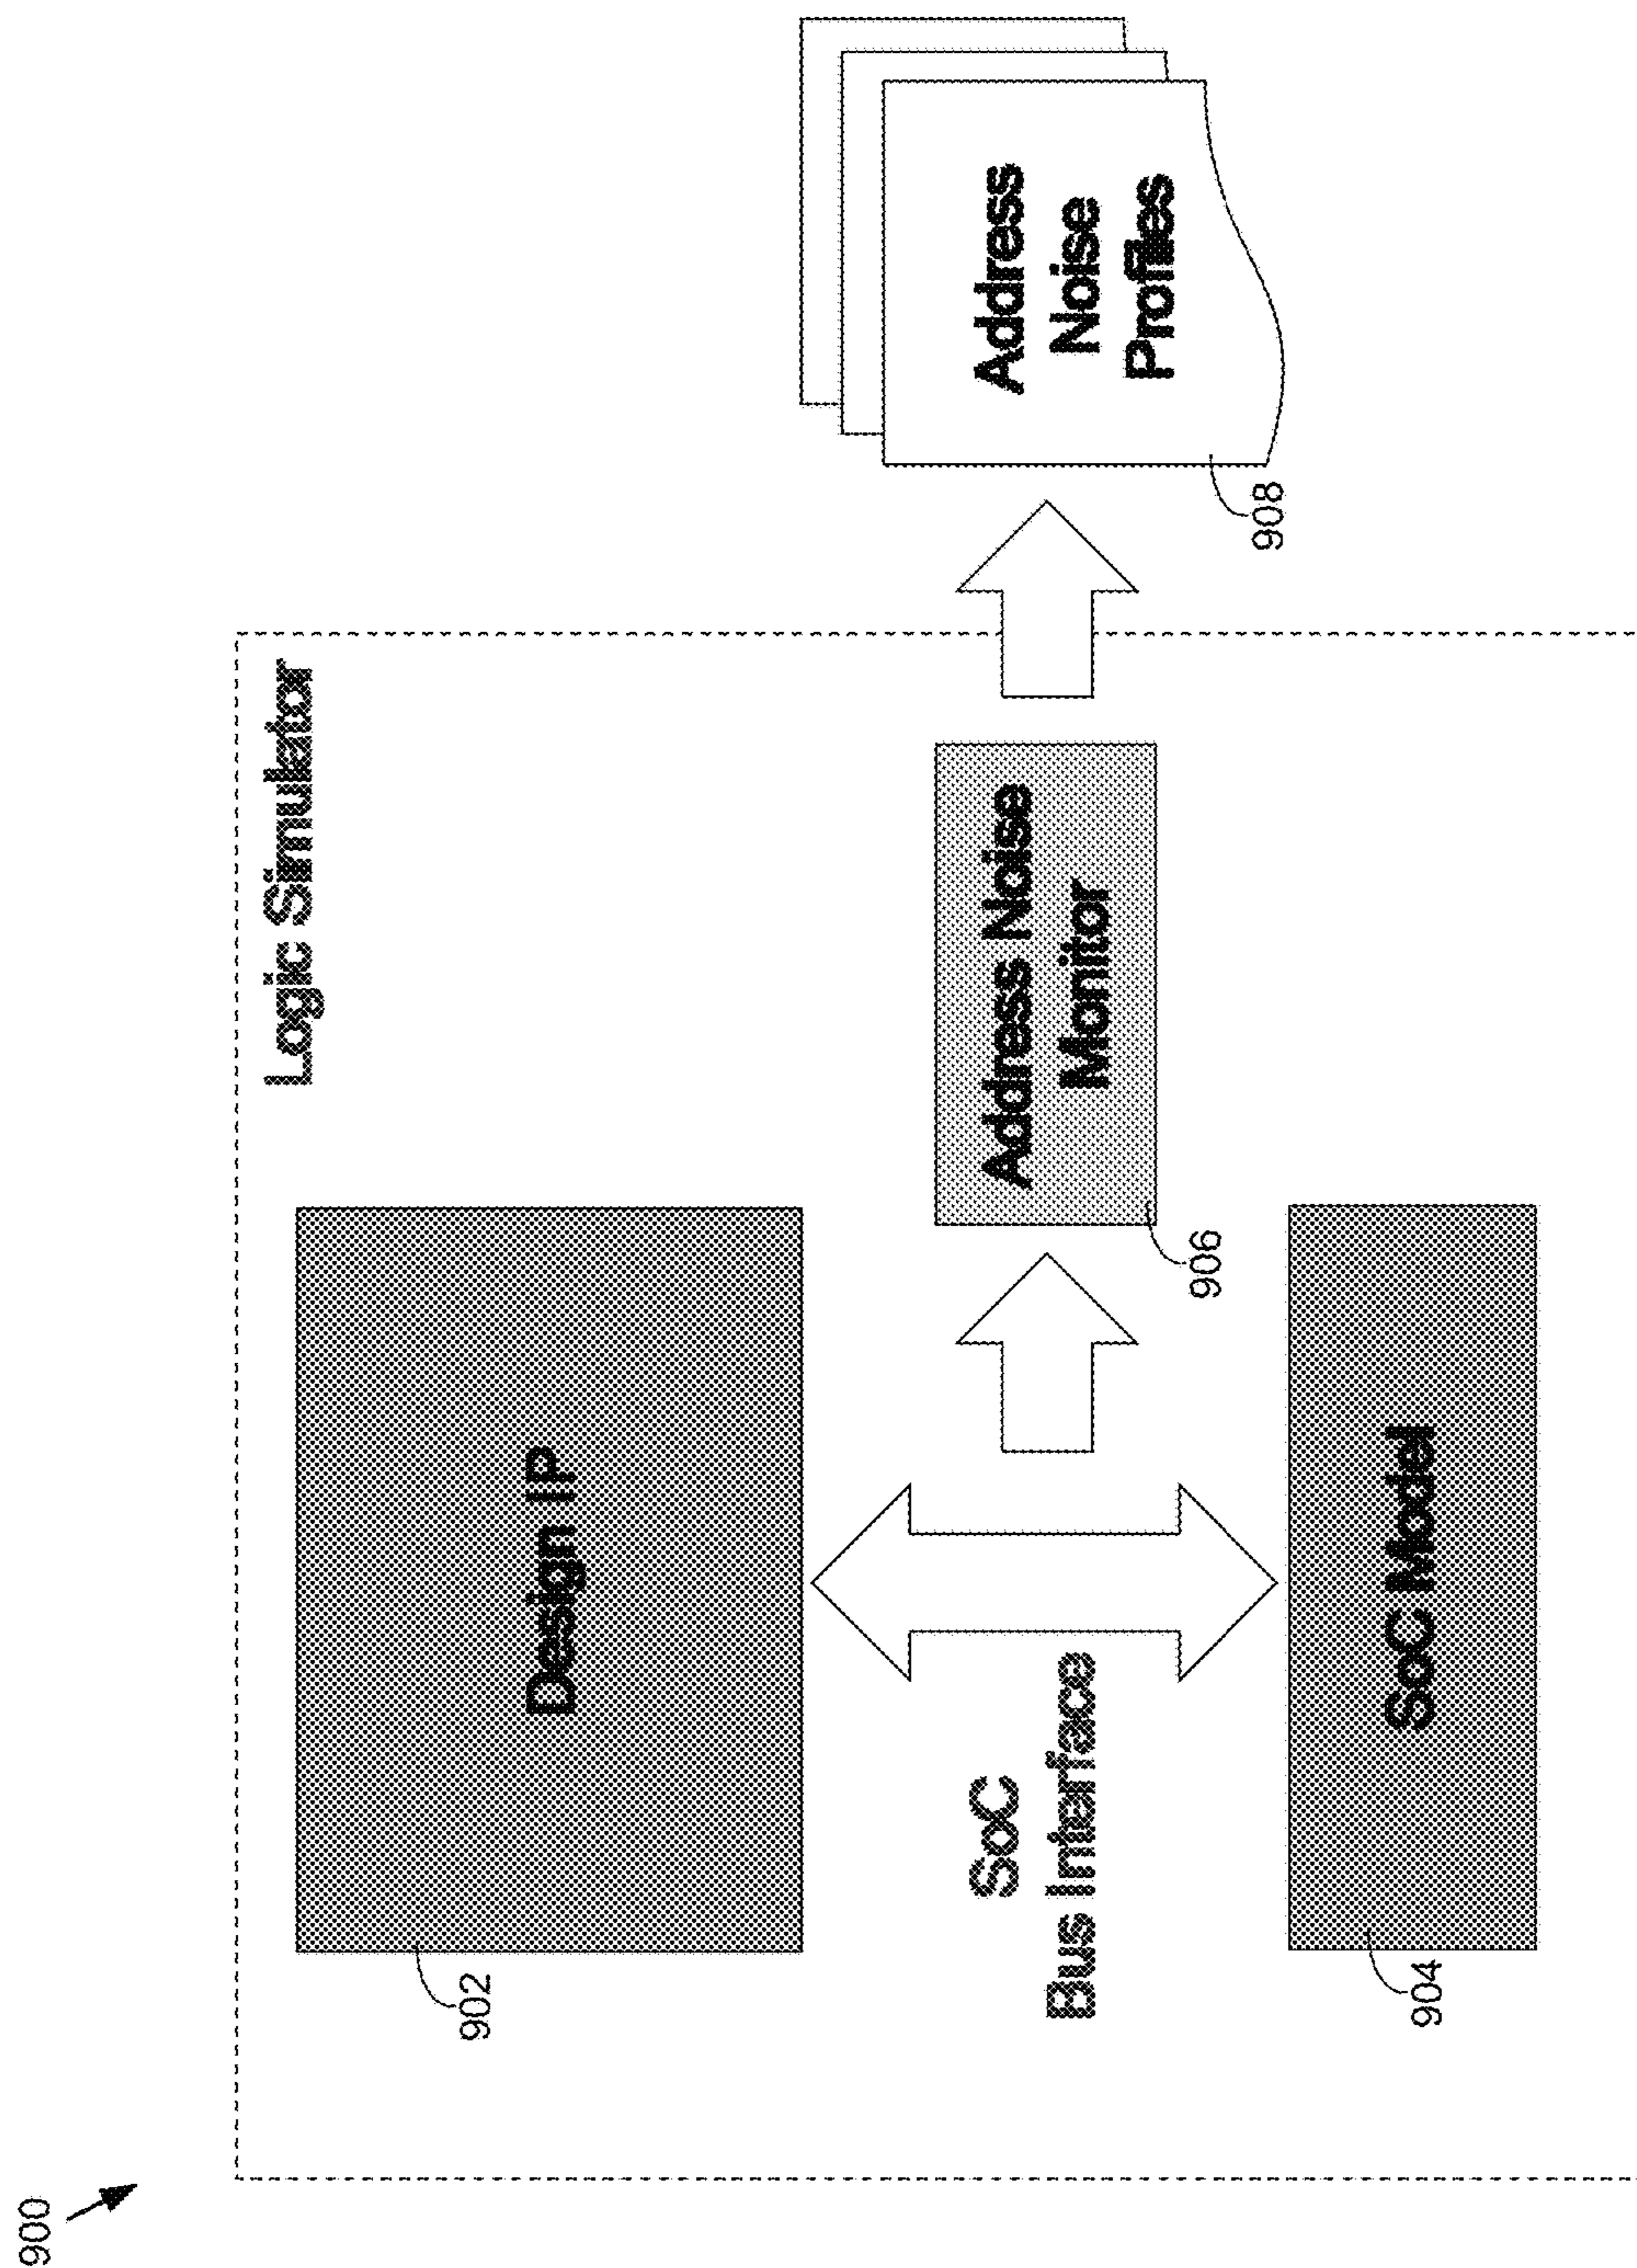 900
Logic Simulator
Design IP
902
SoC
Bus Interface
Address Noise
Monitor
906
Address
Noise
Profiles
908
SoC Model
904